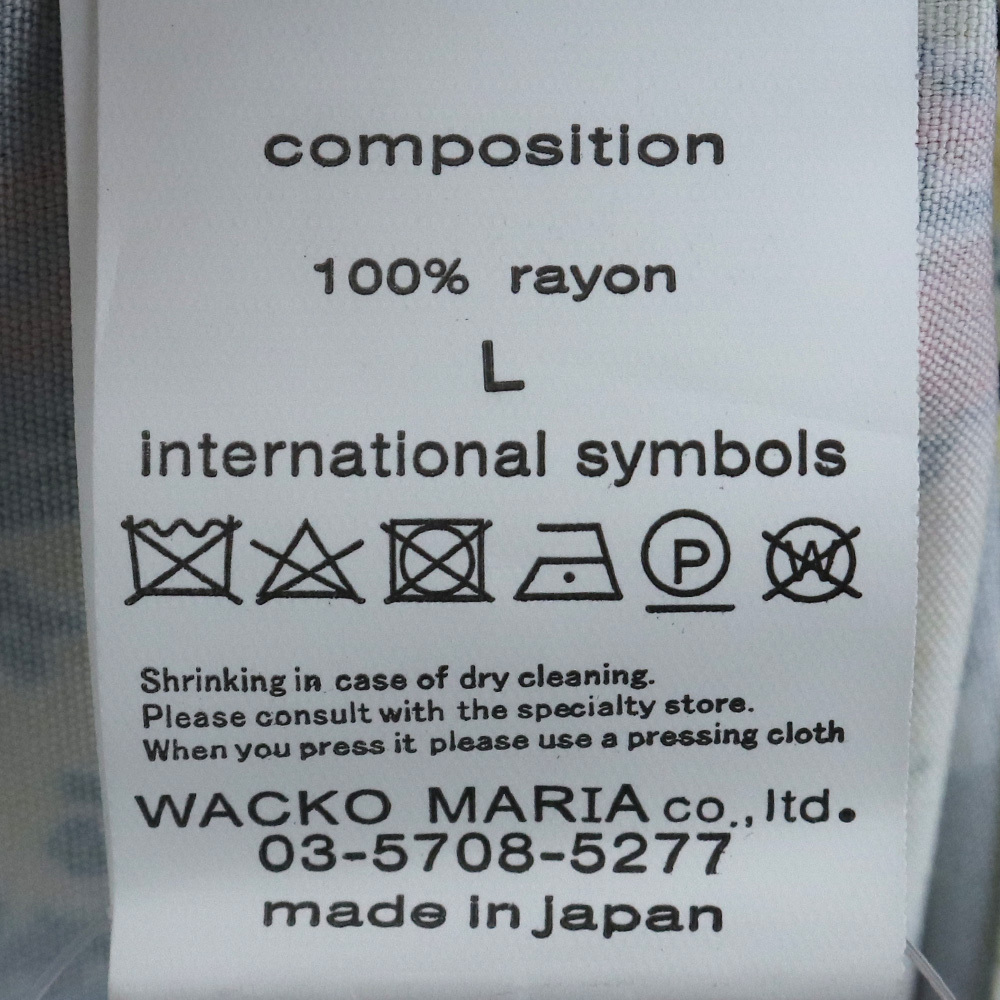 composition
100% rayon
L
international symbols
P W
Shrinking in case of dry cleaning.
Please consult with the specialty store.
When you press it please use a pressing cloth
WACKO MARIA co.,ltd.
03-5708-5277
made in japan